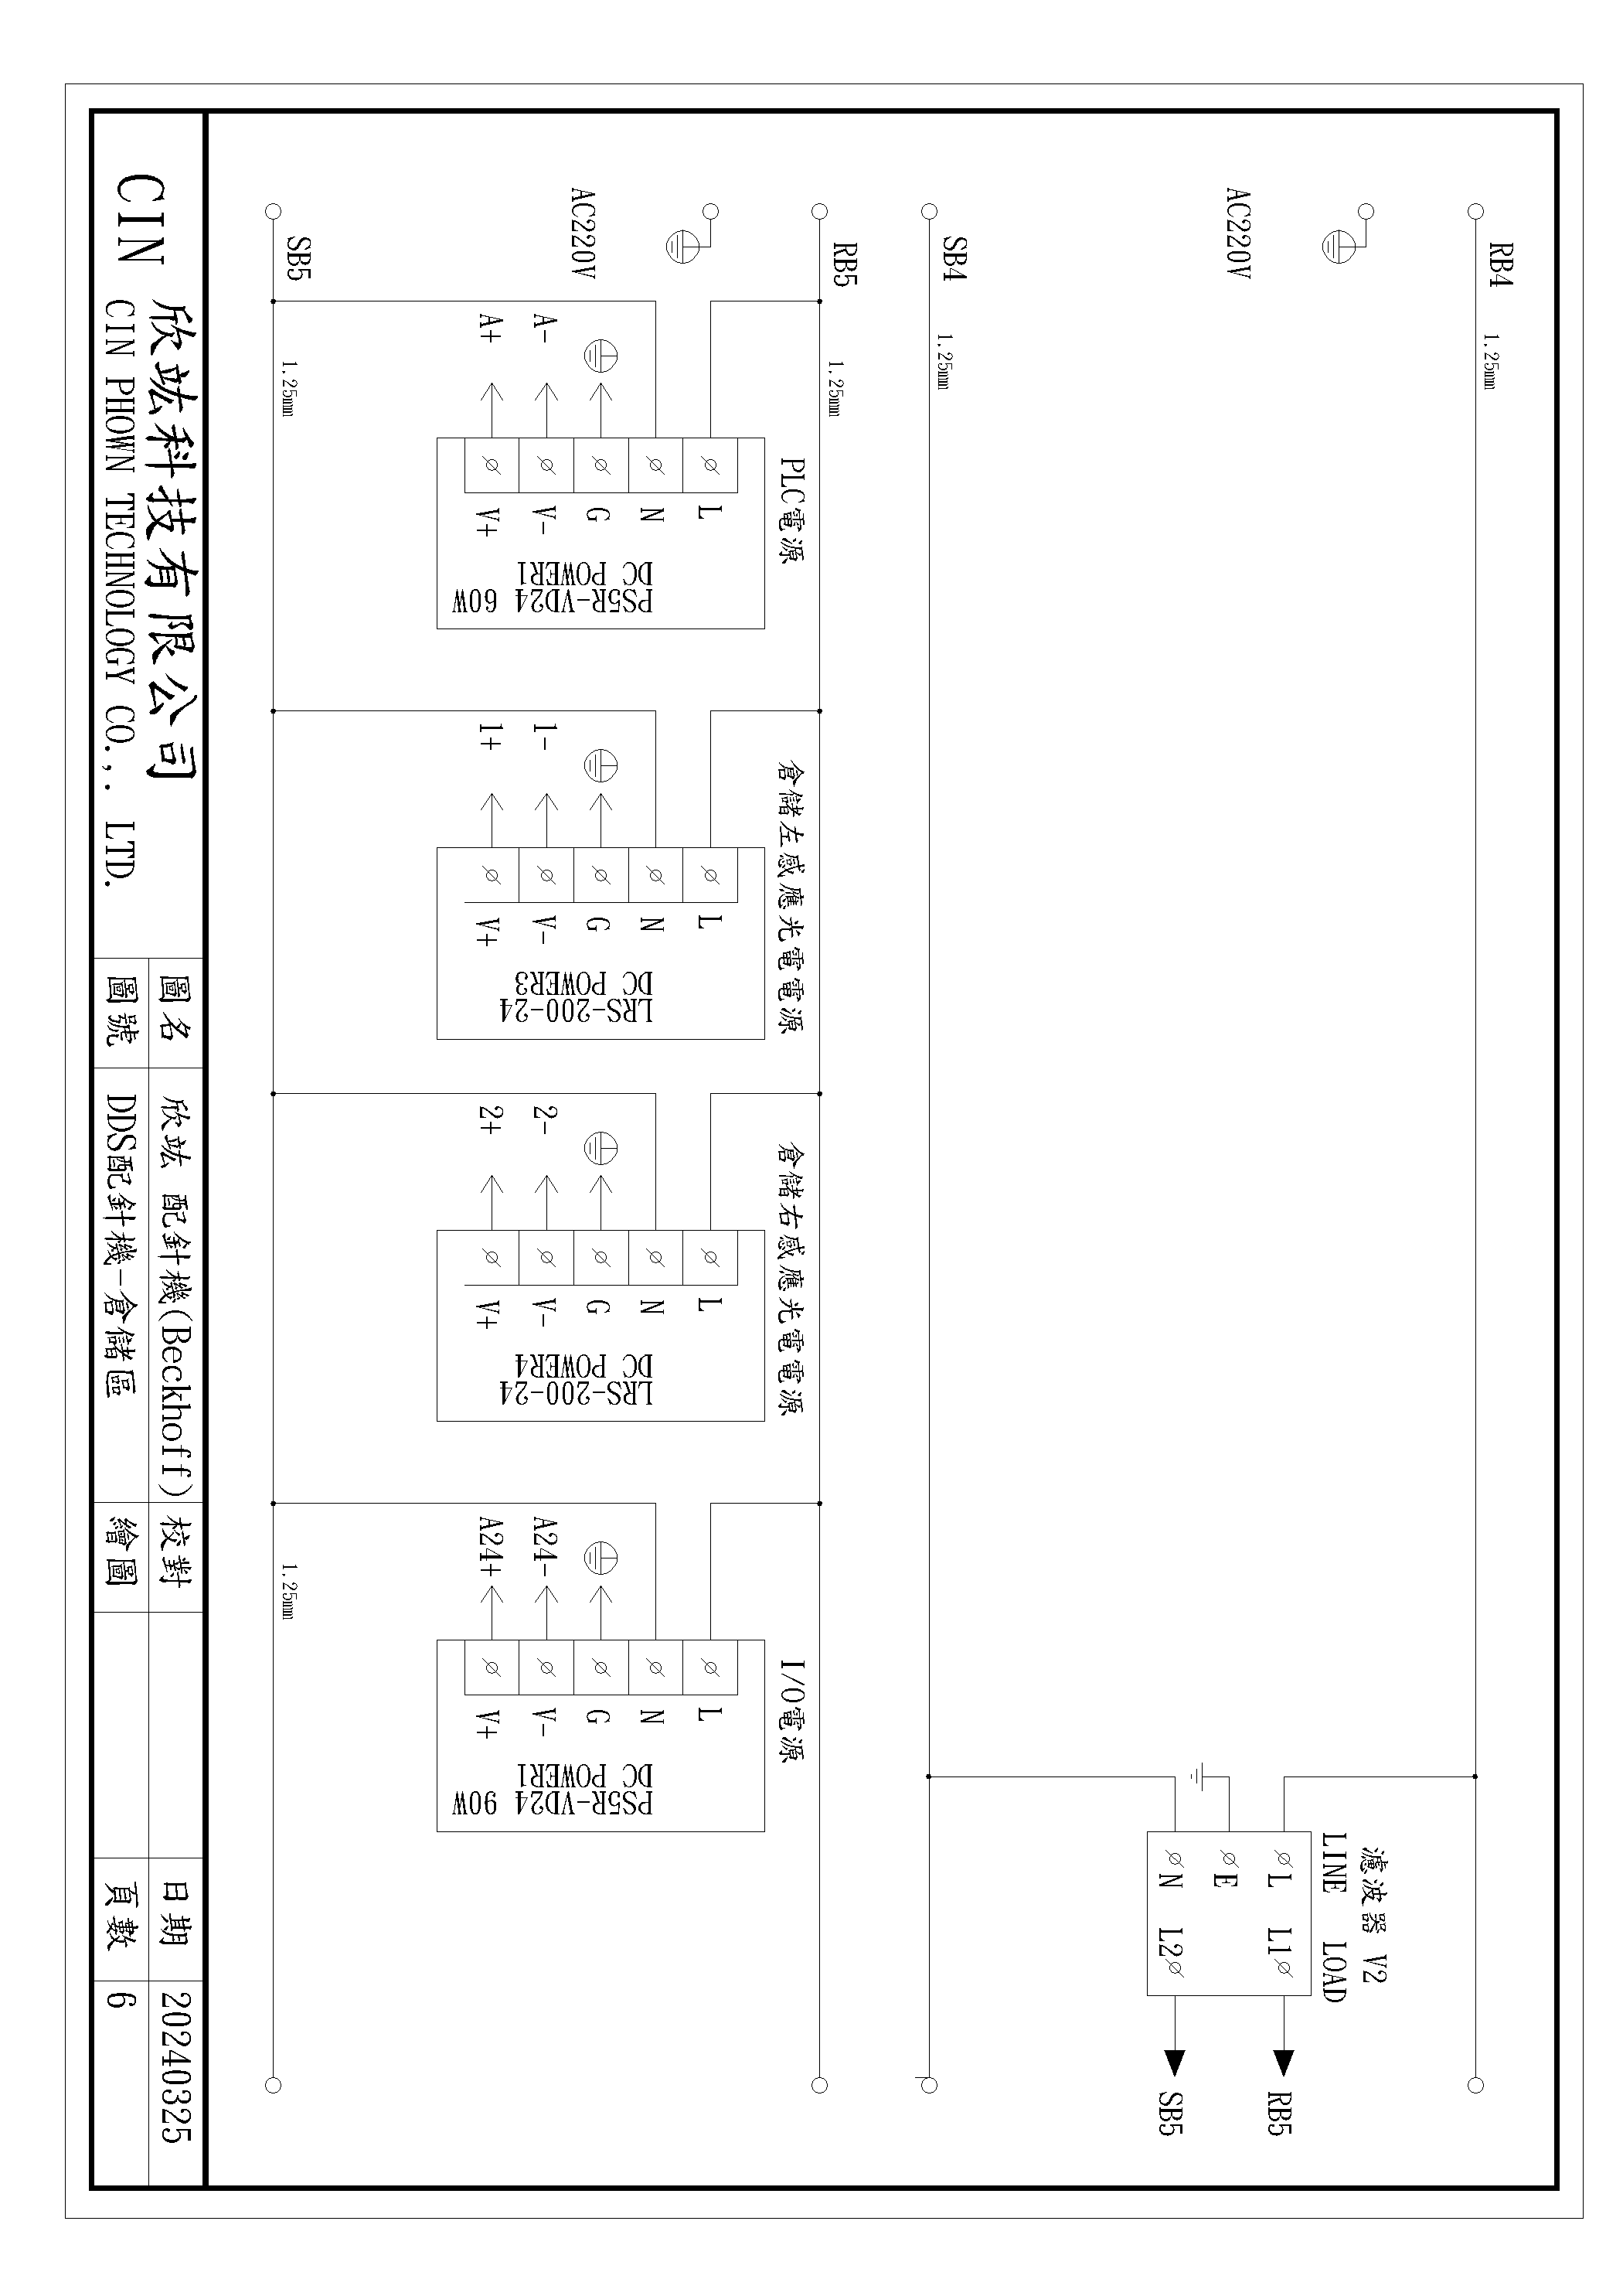 RB4
1.25mm
AC220V
濾波器 V2
LINE LOAD
L L1
E
N L2
RB5
SB5
SB4
1.25mm
RB5
1.25mm
AC220V
PLC電源
L
N
G
V-
V+
A-
A+
DC POWER1
PS5R-VD24 60W
倉儲左感應光電電源
L
N
G
V-
V+
1-
1+
DC POWER3
LRS-200-24
倉儲右感應光電電源
L
N
G
V-
V+
2-
2+
DC POWER4
LRS-200-24
I/O電源
L
N
G
V-
V+
A24-
A24+
DC POWER1
PS5R-VD24 90W
SB5
1.25mm
1.25mm
CIN
欣竑科技有限公司
CIN PHOWN TECHNOLOGY CO.,. LTD.
圖名 欣竑 配針機(Beckhoff) 校對 日期 20240325
圖號 DDS配針機-倉儲區 繪圖 頁數 6